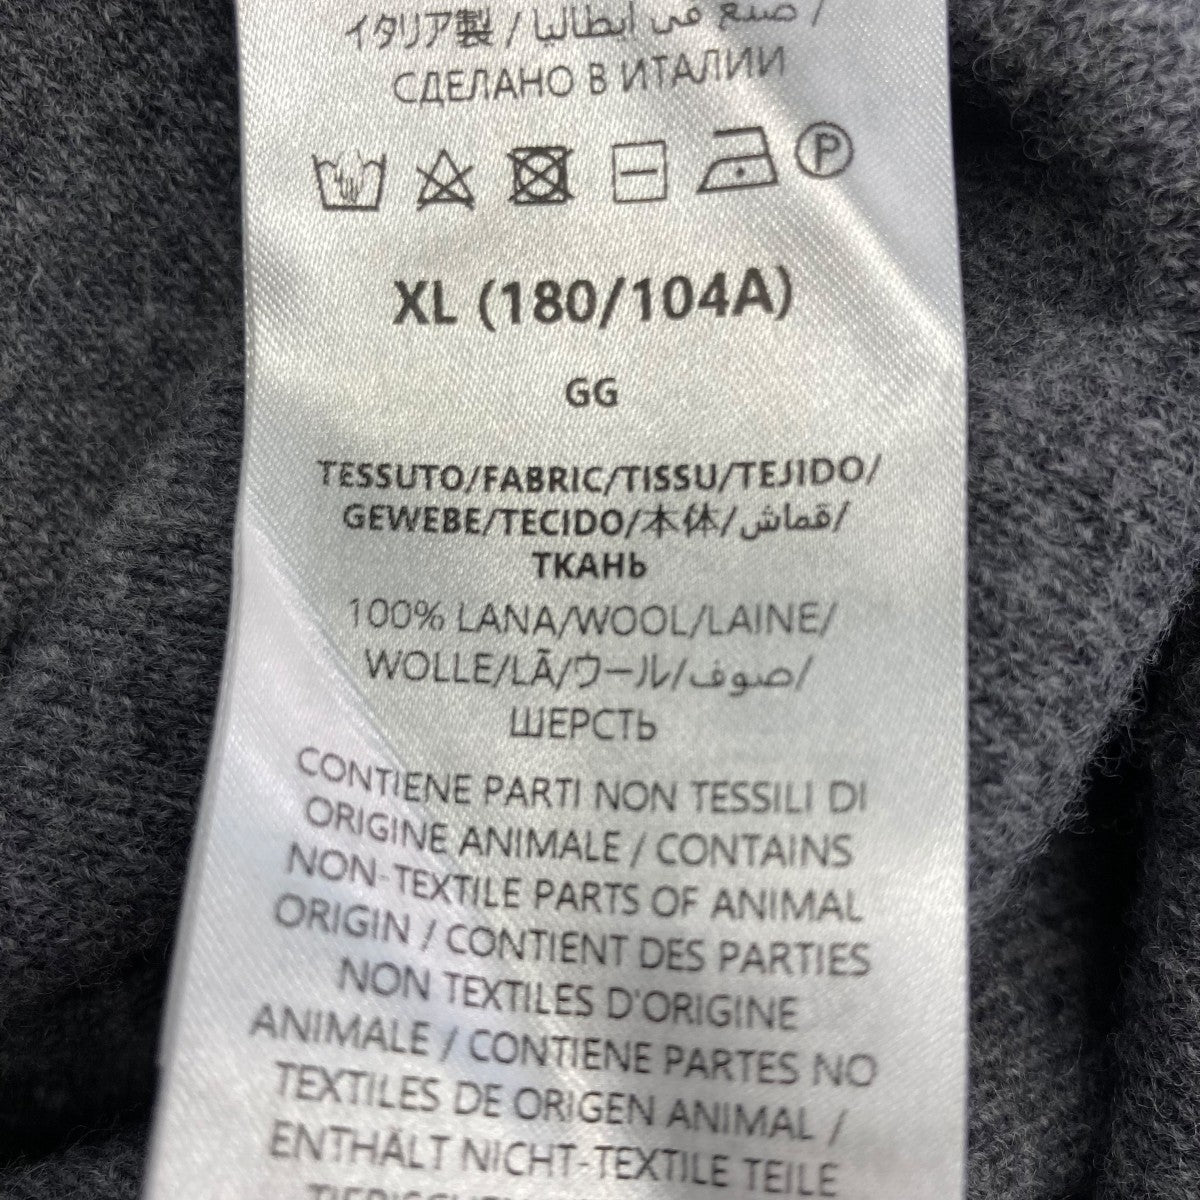 イタリア製 / صنع في ايطاليا /
СДЕЛАНО В ИТАЛИИ
P
XL (180/104A)
GG
TESSUTO/FABRIC/TISSU/TEJIDO/
GEWEBE/TECIDO/本体/قماش/
ТКАНЬ
100% LANA/WOOL/LAINE/
WOLLE/LÃ/ウール/صوف/
ШЕРСТЬ
CONTIENE PARTI NON TESSILI DI
ORIGINE ANIMALE / CONTAINS
NON-TEXTILE PARTS OF ANIMAL
ORIGIN / CONTIENT DES PARTIES
NON TEXTILES D'ORIGINE
ANIMALE / CONTIENE PARTES NO
TEXTILES DE ORIGEN ANIMAL /
ENTHÄLT NICHT-TEXTILE TEILE